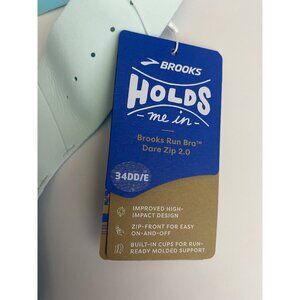 BROOKS
HOLDS
me in
Brooks Run Bra™
Dare Zip 2.0
34DD/E
IMPROVED HIGH-
IMPACT DESIGN
ZIP-FRONT FOR EASY
ON-AND-OFF
BUILT-IN CUPS FOR RUN-
READY MOLDED SUPPORT